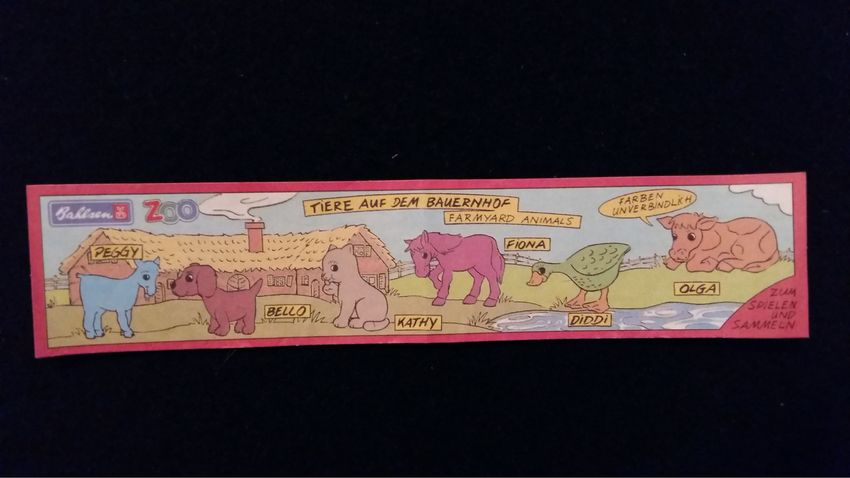 Bahlsen ZOO
TIERE AUF DEM BAUERNHOF
FARMYARD ANIMALS
FARBEN
UNVERBINDLICH
PEGGY
BELLO
KATHY
FIONA
DIDDI
OLGA
ZUM
SPIELEN
UND
SAMMELN